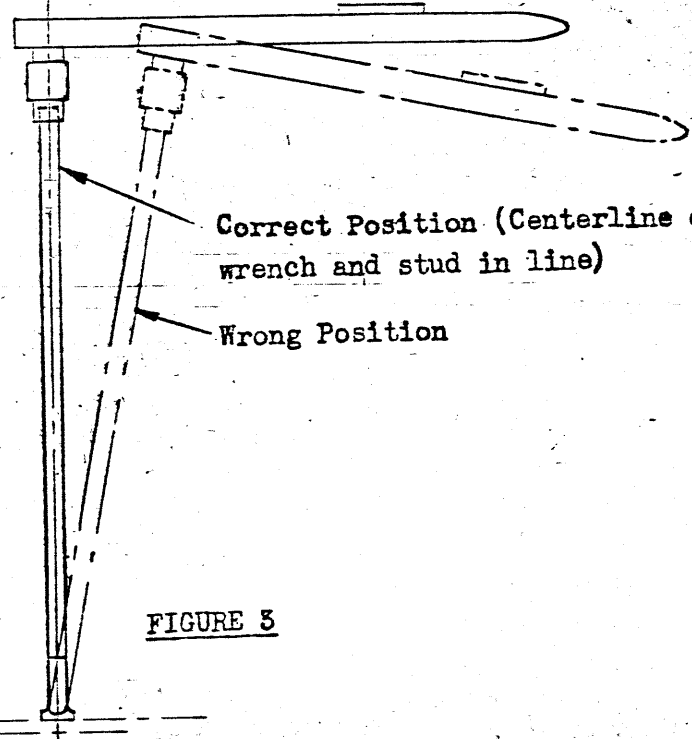 Correct Position (Centerline
wrench and stud in line)
Wrong Position
FIGURE 3